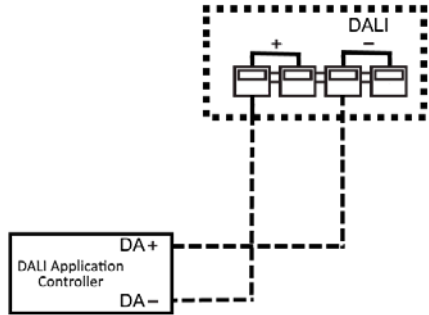 DALI
+ −
DA+
DALI Application
Controller
DA−